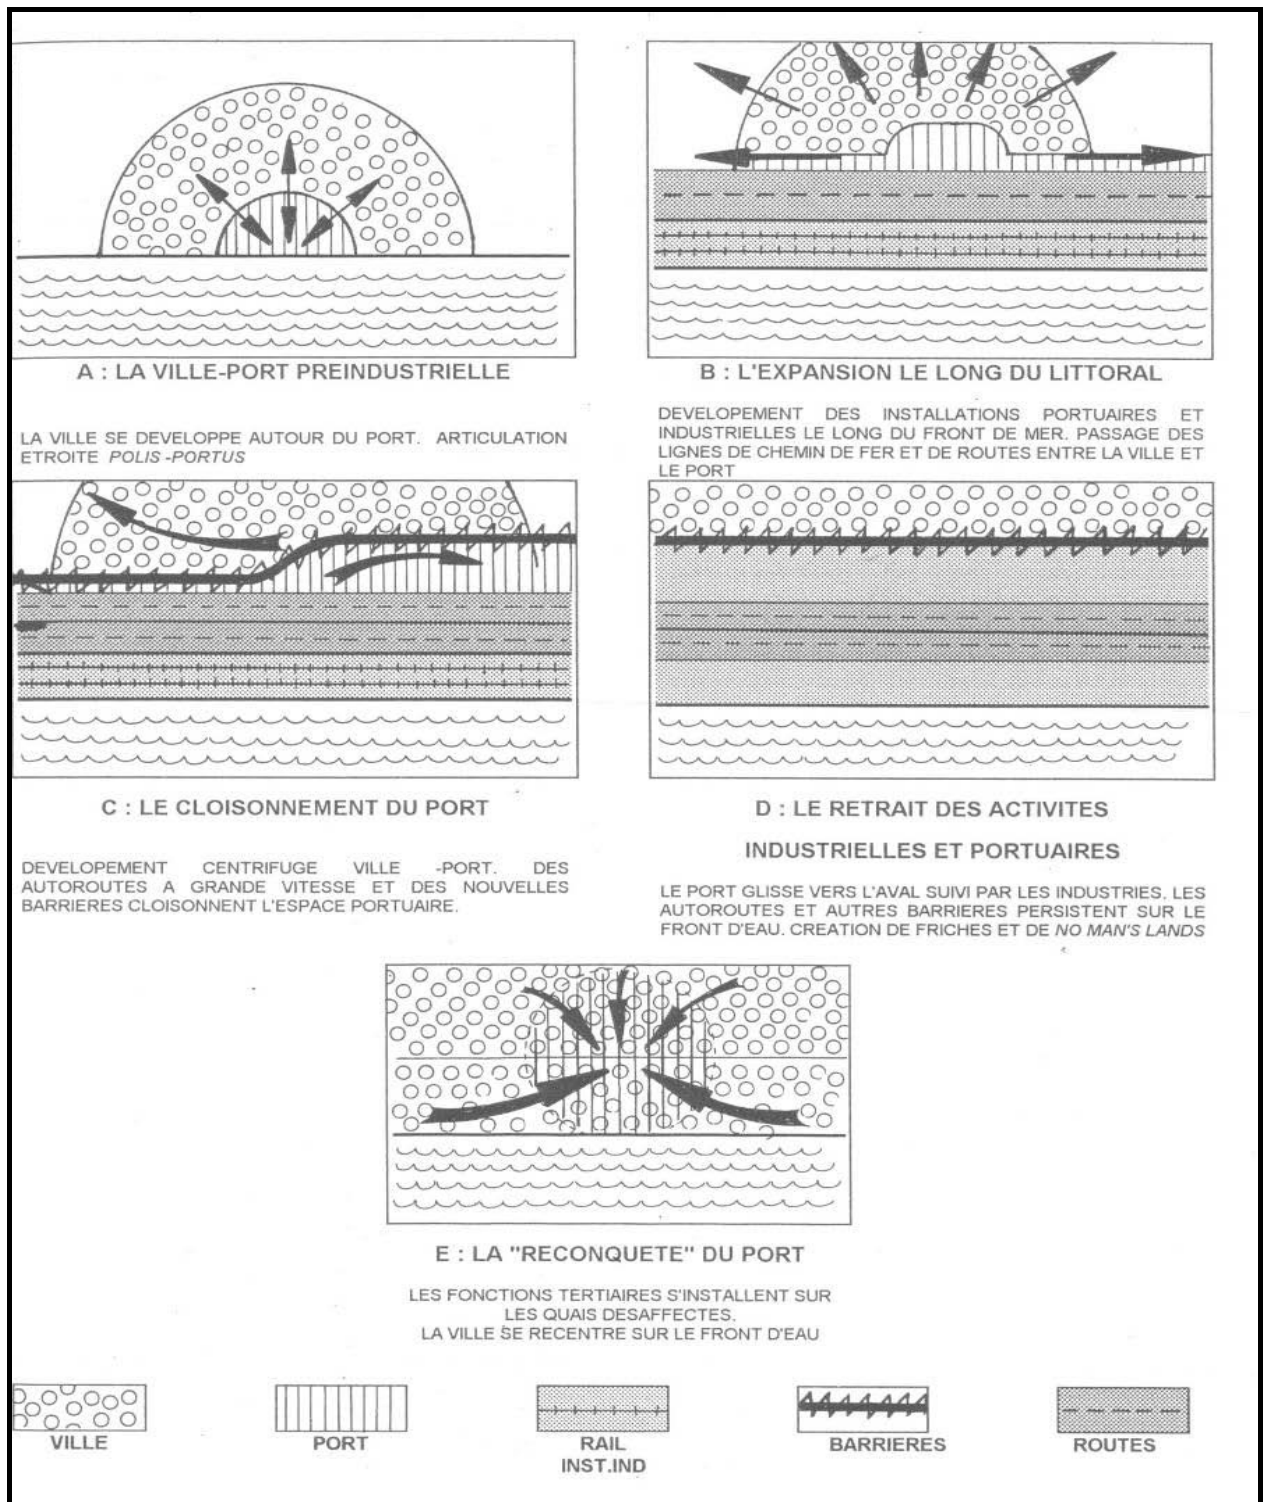 A : LA VILLE-PORT PREINDUSTRIELLE
LA VILLE SE DEVELOPPE AUTOUR DU PORT. ARTICULATION
ETROITE POLIS -PORTUS
B : L'EXPANSION LE LONG DU LITTORAL
DEVELOPEMENT DES INSTALLATIONS PORTUAIRES ET
INDUSTRIELLES LE LONG DU FRONT DE MER. PASSAGE DES
LIGNES DE CHEMIN DE FER ET DE ROUTES ENTRE LA VILLE ET
LE PORT
C : LE CLOISONNEMENT DU PORT
DEVELOPEMENT CENTRIFUGE VILLE -PORT. DES
AUTOROUTES A GRANDE VITESSE ET DES NOUVELLES
BARRIERES CLOISONNENT L'ESPACE PORTUAIRE.
D : LE RETRAIT DES ACTIVITES
INDUSTRIELLES ET PORTUAIRES
LE PORT GLISSE VERS L'AVAL SUIVI PAR LES INDUSTRIES. LES
AUTOROUTES ET AUTRES BARRIERES PERSISTENT SUR LE
FRONT D'EAU. CREATION DE FRICHES ET DE NO MAN'S LANDS
E : LA "RECONQUETE" DU PORT
LES FONCTIONS TERTIAIRES S'INSTALLENT SUR
LES QUAIS DESAFFECTES.
LA VILLE SE RECENTRE SUR LE FRONT D'EAU
VILLE
PORT
RAIL
INST.IND
BARRIERES
ROUTES